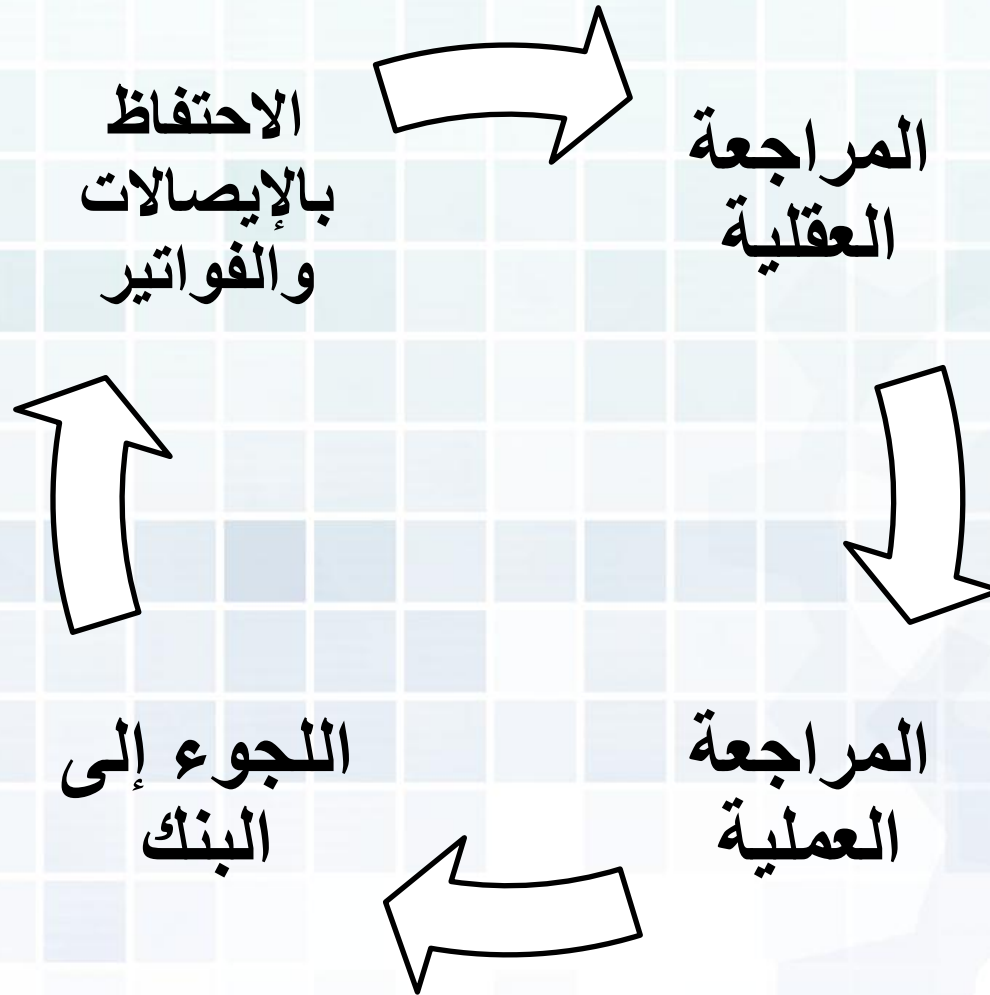 المراجعة
العقلية
المراجعة
العملية
اللجوء إلى
البنك
الاحتفاظ
بالإيصالات
والفواتير